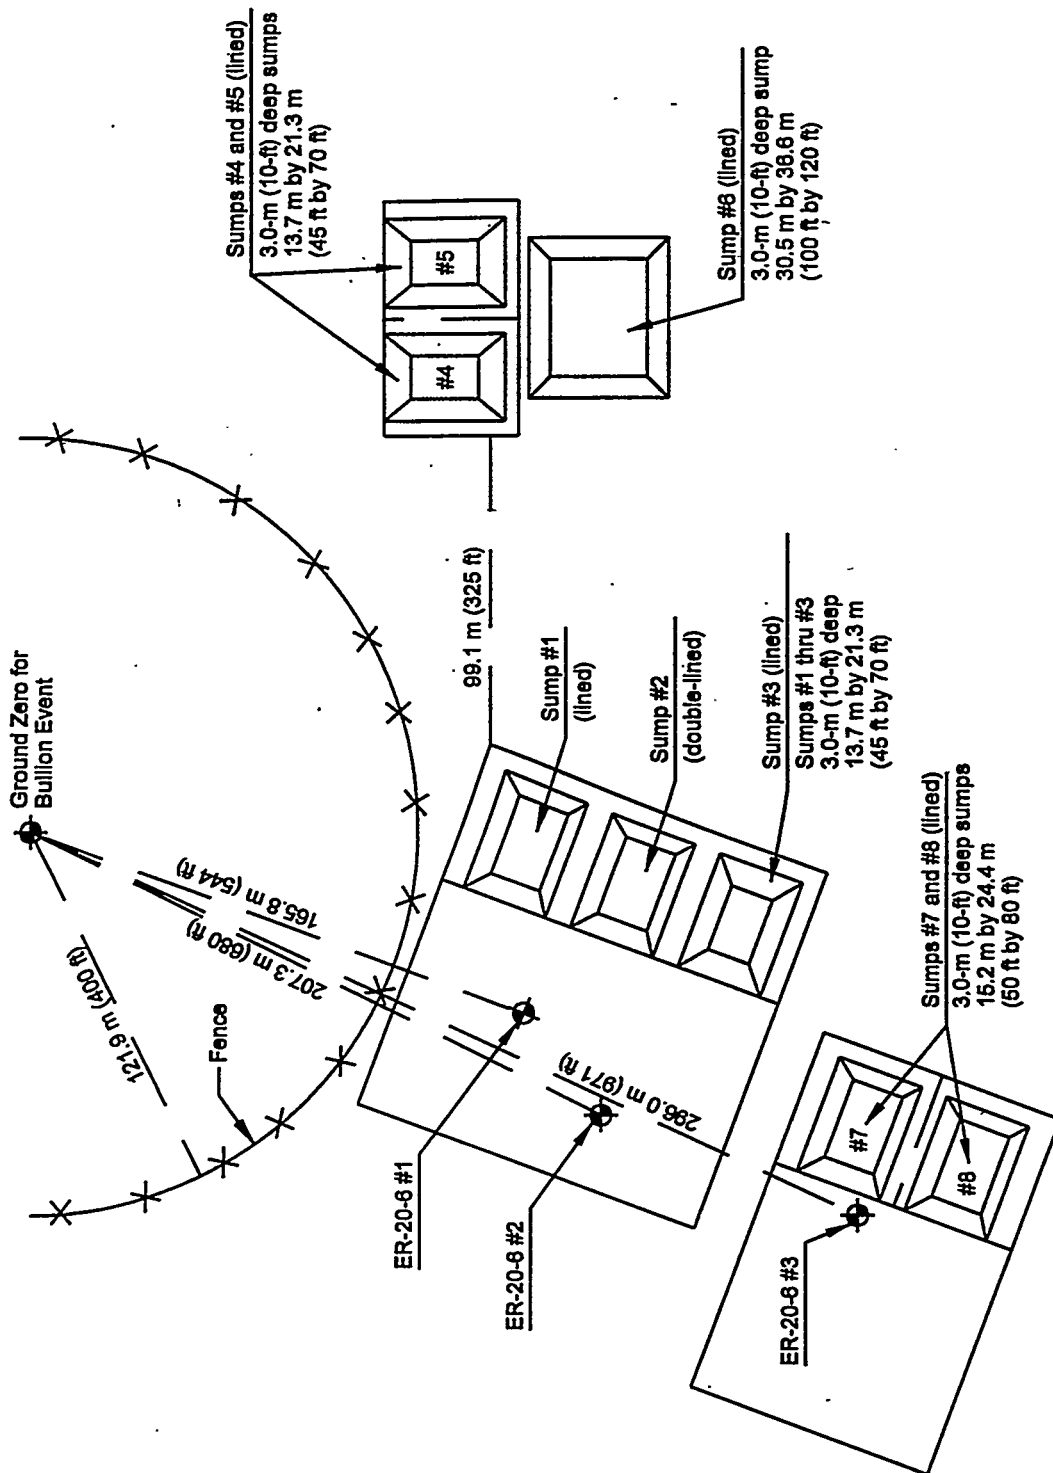 Ground Zero for
Bullion Event
121.9 m (400 ft)
Fence
165.8 m (544 ft)
207.3 m (680 ft)
296.0 m (971 ft)
ER-20-6 #1
ER-20-6 #2
ER-20-6 #3
99.1 m (325 ft)
Sumps #4 and #5 (lined)
3.0-m (10-ft) deep sumps
13.7 m by 21.3 m
(45 ft by 70 ft)
#4
#5
Sump #6 (lined)
3.0-m (10-ft) deep sump
30.5 m by 36.6 m
(100 ft by 120 ft)
Sump #1
(lined)
Sump #2
(double-lined)
Sump #3 (lined)
Sumps #1 thru #3
3.0-m (10-ft) deep
13.7 m by 21.3 m
(45 ft by 70 ft)
Sumps #7 and #8 (lined)
3.0-m (10-ft) deep sumps
15.2 m by 24.4 m
(50 ft by 80 ft)
#7
#8